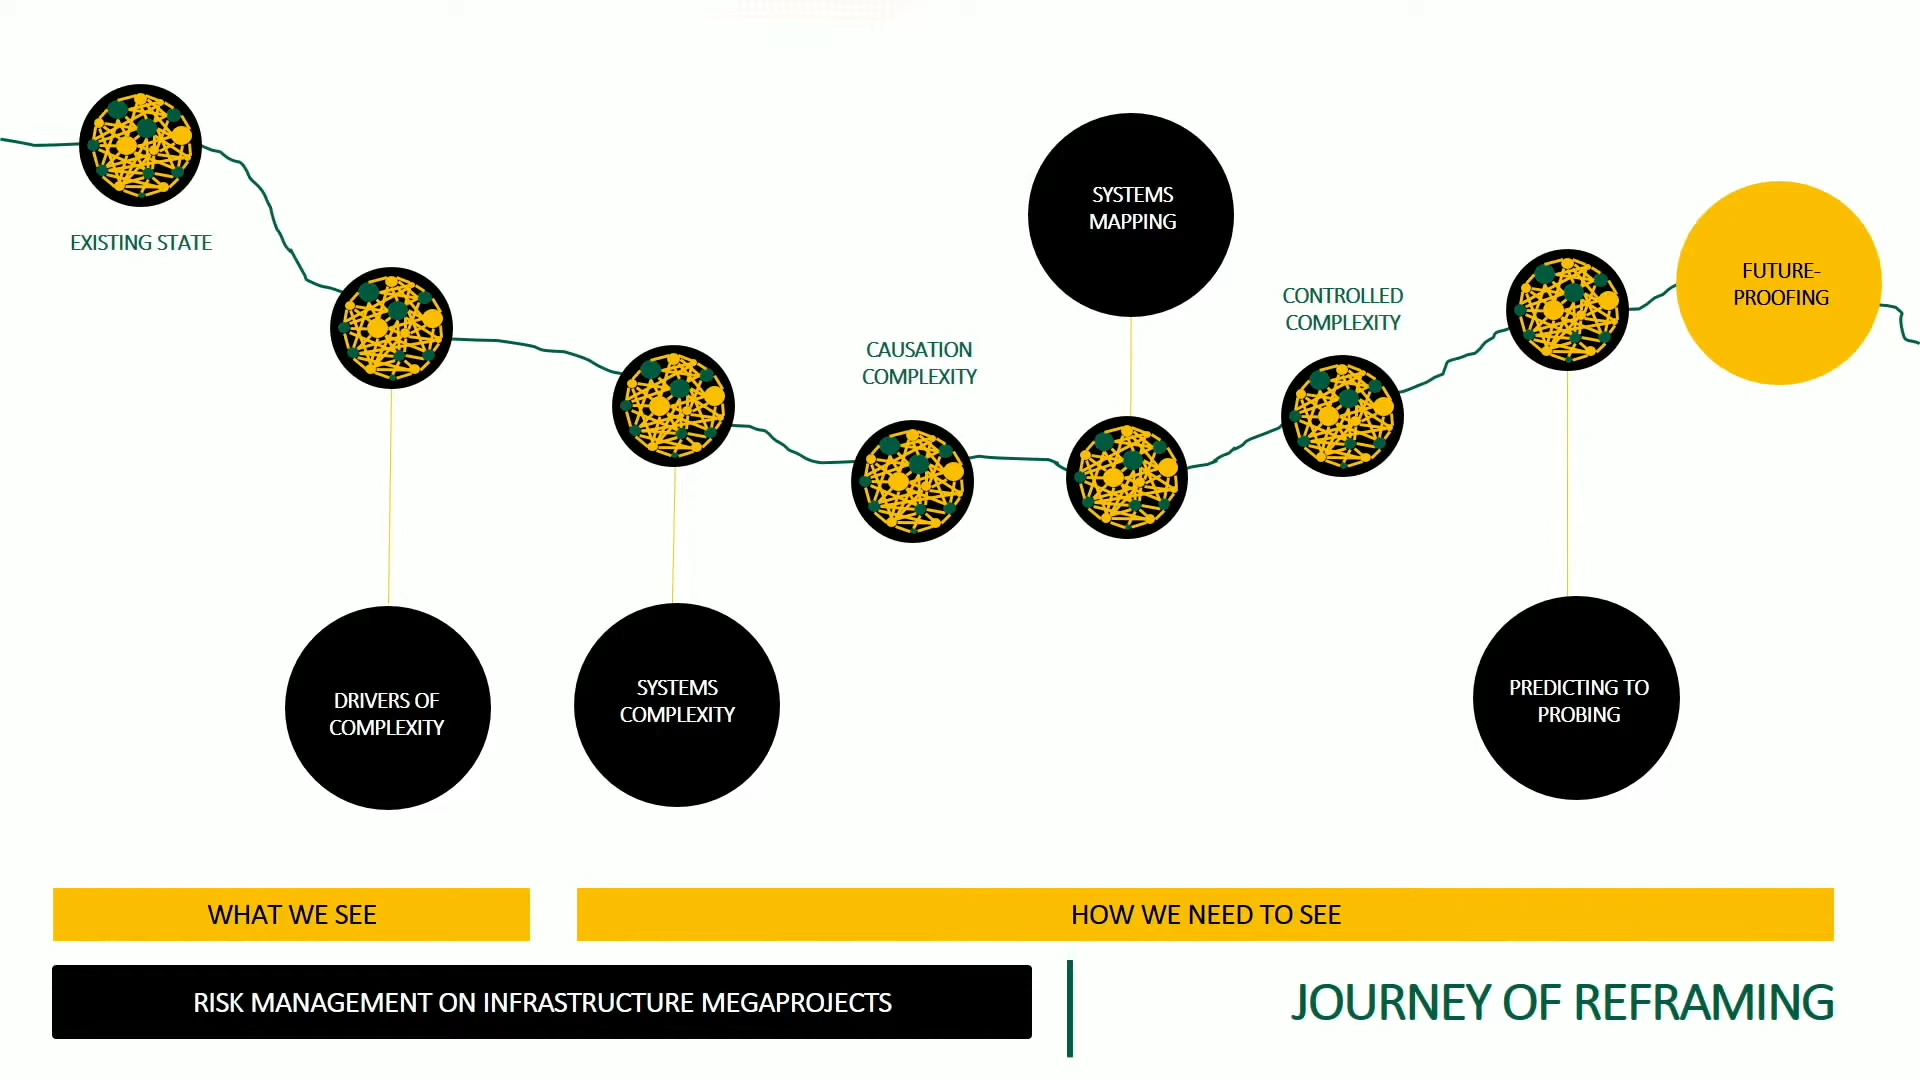 EXISTING STATE
DRIVERS OF
COMPLEXITY
SYSTEMS
COMPLEXITY
CAUSATION
COMPLEXITY
SYSTEMS
MAPPING
CONTROLLED
COMPLEXITY
PREDICTING TO
PROBING
FUTURE-
PROOFING
WHAT WE SEE
HOW WE NEED TO SEE
RISK MANAGEMENT ON INFRASTRUCTURE MEGAPROJECTS
JOURNEY OF REFRAMING